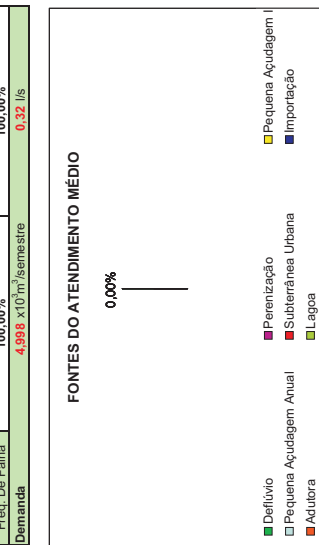 Freq. De Falha 100,00% 100,00%
Demanda 4,998 x10³m³/semestre 0,32 l/s
FONTES DO ATENDIMENTO MÉDIO
0,00%
Deflúvio Perenização Pequena Açudagem I
Pequena Açudagem Anual Subterrânea Urbana Importação
Adutora Lagoa